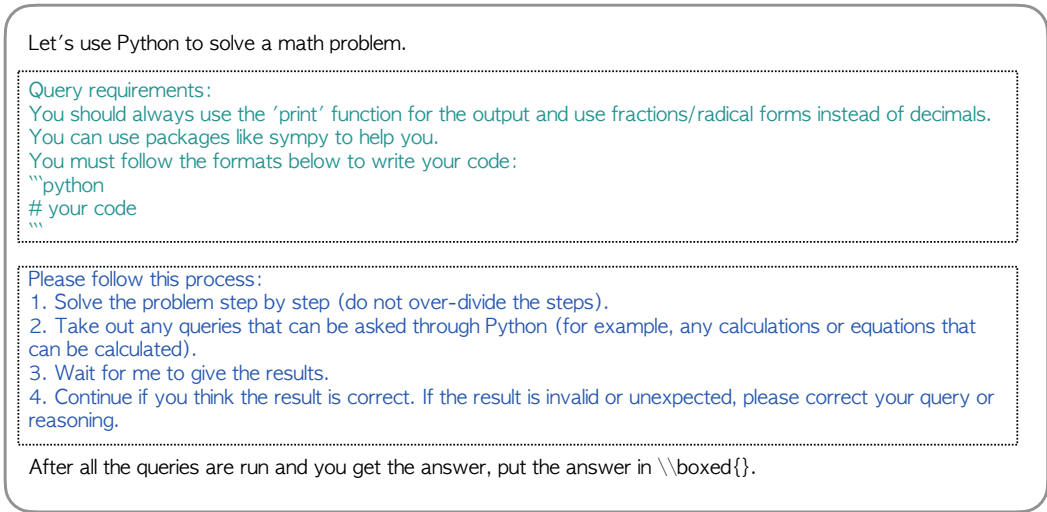 Let's use Python to solve a math problem.
Query requirements:
You should always use the 'print' function for the output and use fractions/radical forms instead of decimals.
You can use packages like sympy to help you.
You must follow the formats below to write your code:
```python
# your code
```
Please follow this process:
1. Solve the problem step by step (do not over-divide the steps).
2. Take out any queries that can be asked through Python (for example, any calculations or equations that
can be calculated).
3. Wait for me to give the results.
4. Continue if you think the result is correct. If the result is invalid or unexpected, please correct your query or
reasoning.
After all the queries are run and you get the answer, put the answer in \\boxed{}.